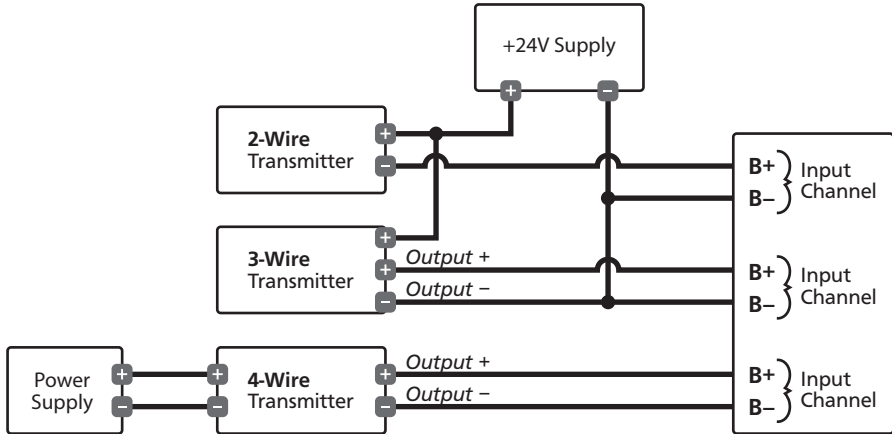 +24V Supply
+ −
2-Wire
Transmitter
+
−
B+
B−
Input
Channel
3-Wire
Transmitter
+
+
−
Output +
Output −
B+
B−
Input
Channel
Power
Supply
+
−
+
−
4-Wire
Transmitter
+
−
Output +
Output −
B+
B−
Input
Channel